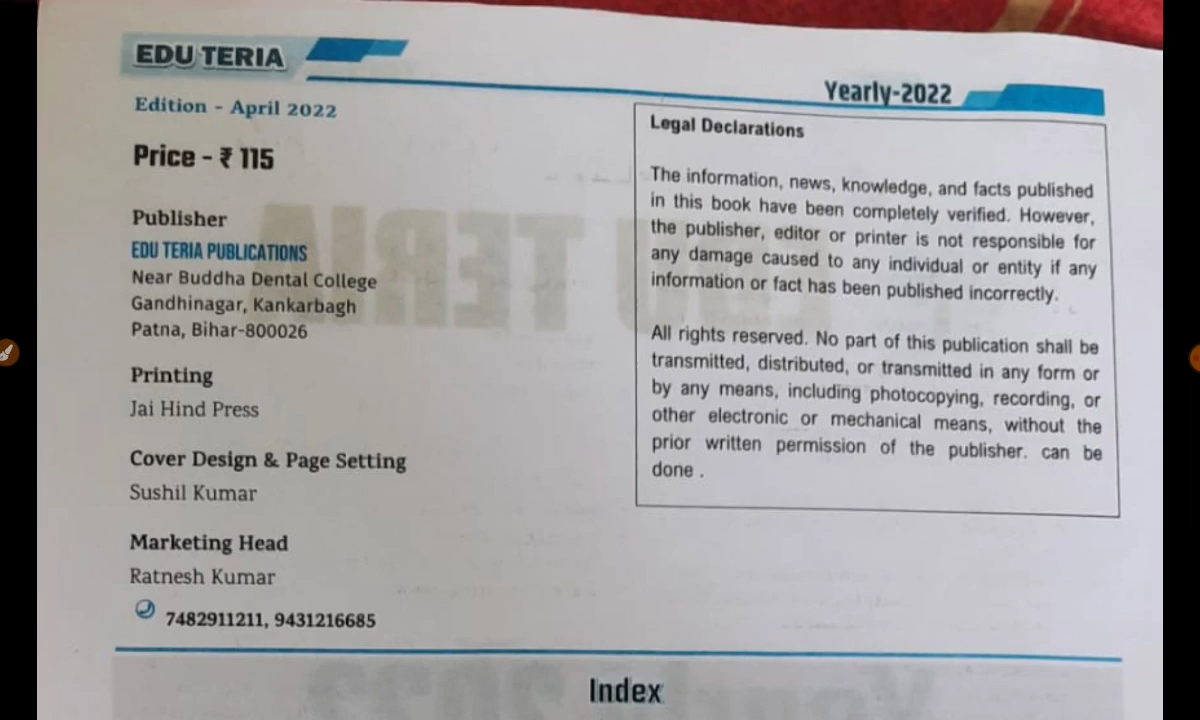 EDU TERIA
Yearly-2022
Edition - April 2022
Price - ₹ 115
Publisher
EDU TERIA PUBLICATIONS
Near Buddha Dental College
Gandhinagar, Kankarbagh
Patna, Bihar-800026
Printing
Jai Hind Press
Cover Design & Page Setting
Sushil Kumar
Marketing Head
Ratnesh Kumar
7482911211, 9431216685
Legal Declarations
The information, news, knowledge, and facts published
in this book have been completely verified. However,
the publisher, editor or printer is not responsible for
any damage caused to any individual or entity if any
information or fact has been published incorrectly.
All rights reserved. No part of this publication shall be
transmitted, distributed, or transmitted in any form or
by any means, including photocopying, recording, or
other electronic or mechanical means, without the
prior written permission of the publisher. can be
done .
Index